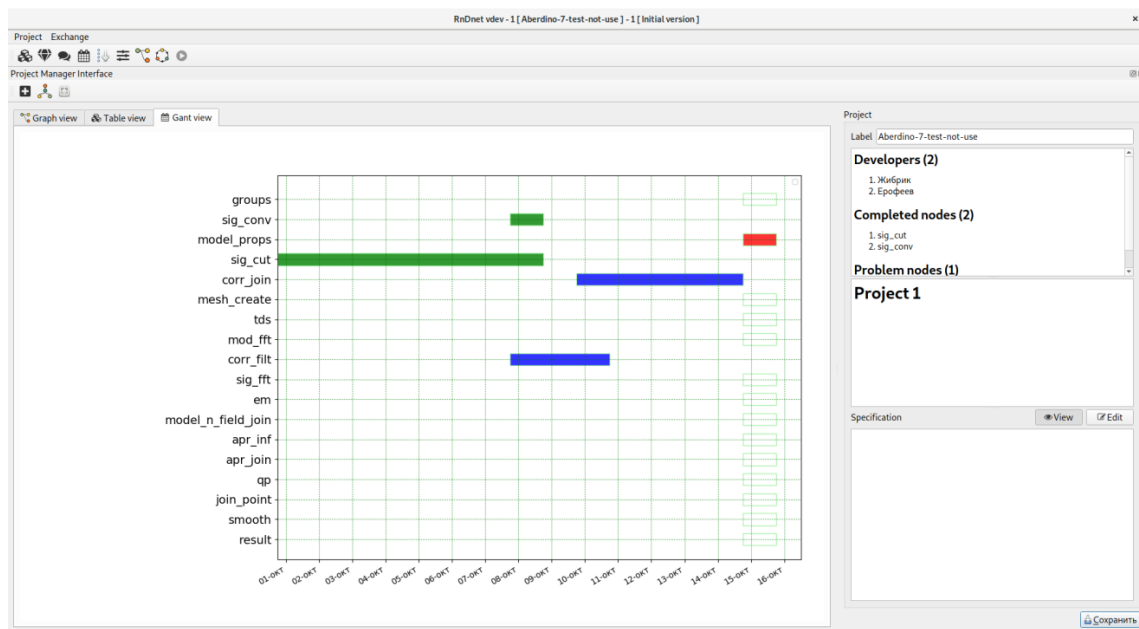 RnDnet vdev - 1 [ Aberdino-7-test-not-use ] - 1 [ Initial version ]
Project Exchange
Project Manager Interface
Graph view Table view Gant view
Project
Label Aberdino-7-test-not-use
Developers (2)
1. Жибрик
2. Ерофеев
Completed nodes (2)
1. sig_cut
2. sig_conv
Problem nodes (1)
Project 1
Specification
View Edit
groups
sig_conv
model_props
sig_cut
corr_join
mesh_create
tds
mod_fft
corr_filt
sig_fft
em
model_n_field_join
apr_inf
apr_join
qp
join_point
smooth
result
01-окт 02-окт 03-окт 04-окт 05-окт 06-окт 07-окт 08-окт 09-окт 10-окт 11-окт 12-окт 13-окт 14-окт 15-окт 16-окт
Сохранить